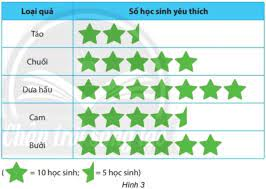 Loại quả Số học sinh yêu thích
Táo
Chuối
Dưa hấu
Cam
Bưởi
( = 10 học sinh; = 5 học sinh)
Hình 3